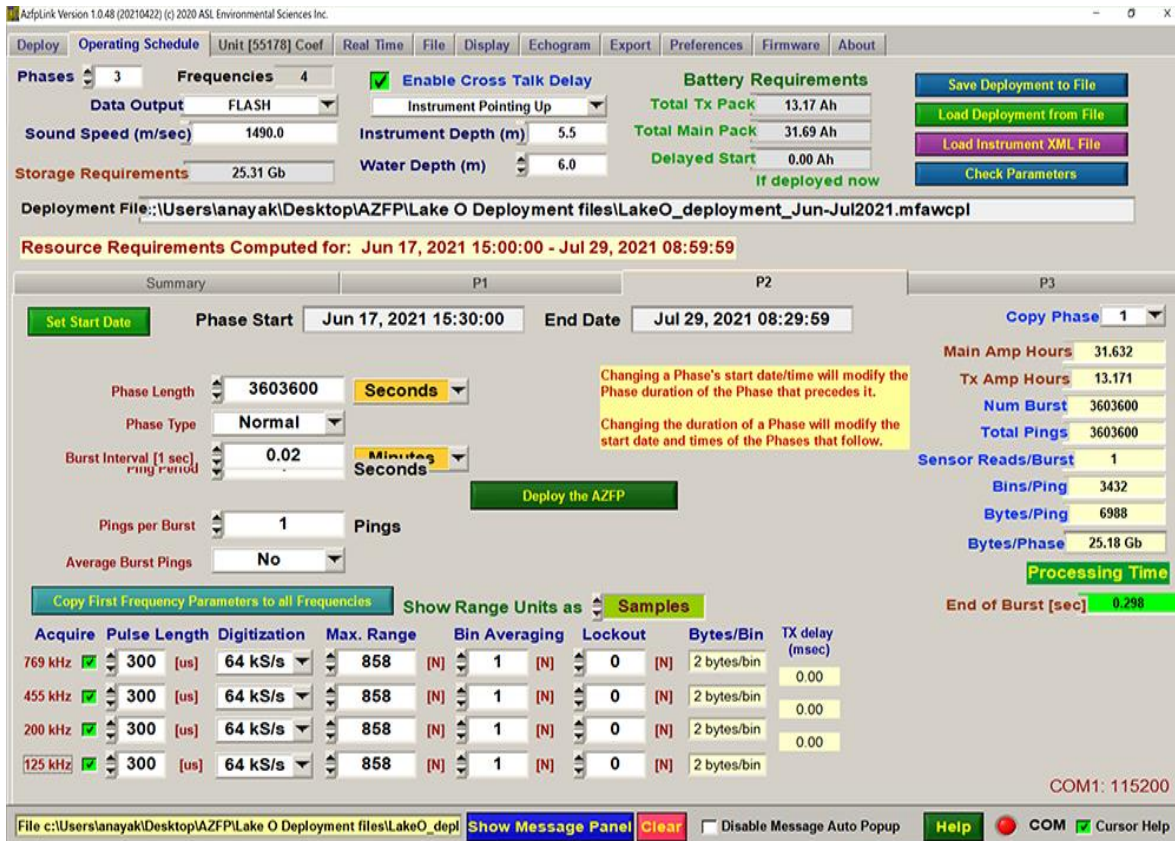 AzfpLink Version 1.0.48 (20210422) (c) 2020 ASL Environmental Sciences Inc.
Deploy Operating Schedule Unit [55178] Coef Real Time File Display Echogram Export Preferences Firmware About
Phases 3 Frequencies 4 Enable Cross Talk Delay Battery Requirements Save Deployment to File
Data Output FLASH Instrument Pointing Up Total Tx Pack 13.17 Ah Load Deployment from File
Sound Speed (m/sec) 1490.0 Instrument Depth (m) 5.5 Total Main Pack 31.69 Ah Load Instrument XML File
Storage Requirements 25.31 Gb Water Depth (m) 6.0 Delayed Start 0.00 Ah Check Parameters
If deployed now
Deployment File :\Users\anayak\Desktop\AZFP\Lake O Deployment files\LakeO_deployment_Jun-Jul2021.mfawcpl
Resource Requirements Computed for: Jun 17, 2021 15:00:00 - Jul 29, 2021 08:59:59
Summary P1 P2 P3
Set Start Date Phase Start Jun 17, 2021 15:30:00 End Date Jul 29, 2021 08:29:59 Copy Phase 1
Main Amp Hours 31.632
Phase Length 3603600 Seconds Changing a Phase's start date/time will modify the Tx Amp Hours 13.171
Phase duration of the Phase that precedes it.
Phase Type Normal Changing the duration of a Phase will modify the Num Burst 3603600
start date and times of the Phases that follow. Total Pings 3603600
Burst Interval [1 sec] 0.02 Minutes Sensor Reads/Burst 1
Ping Period Seconds
Deploy the AZFP Bins/Ping 3432
Pings per Burst 1 Pings Bytes/Ping 6988
Average Burst Pings No Bytes/Phase 25.18 Gb
Processing Time
Copy First Frequency Parameters to all Frequencies Show Range Units as Samples End of Burst [sec] 0.298
Acquire Pulse Length Digitization Max. Range Bin Averaging Lockout Bytes/Bin TX delay
(msec)
769 kHz 300 [us] 64 kS/s 858 [N] 1 [N] 0 [N] 2 bytes/bin
0.00
455 kHz 300 [us] 64 kS/s 858 [N] 1 [N] 0 [N] 2 bytes/bin
0.00
200 kHz 300 [us] 64 kS/s 858 [N] 1 [N] 0 [N] 2 bytes/bin
0.00
125 kHz 300 [us] 64 kS/s 858 [N] 1 [N] 0 [N] 2 bytes/bin
COM1: 115200
File c:\Users\anayak\Desktop\AZFP\Lake O Deployment files\LakeO_depl Show Message Panel Clear Disable Message Auto Popup Help COM Cursor Help